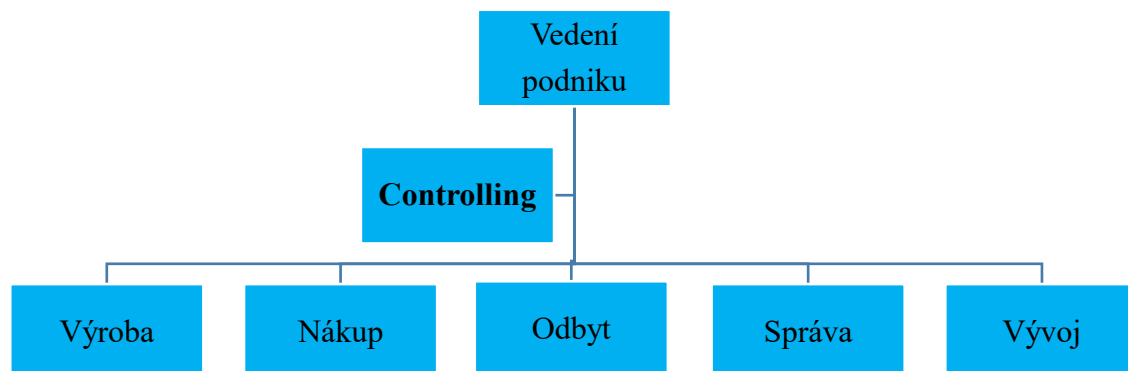 Vedení
podniku
Controlling
Výroba
Nákup
Odbyt
Správa
Vývoj